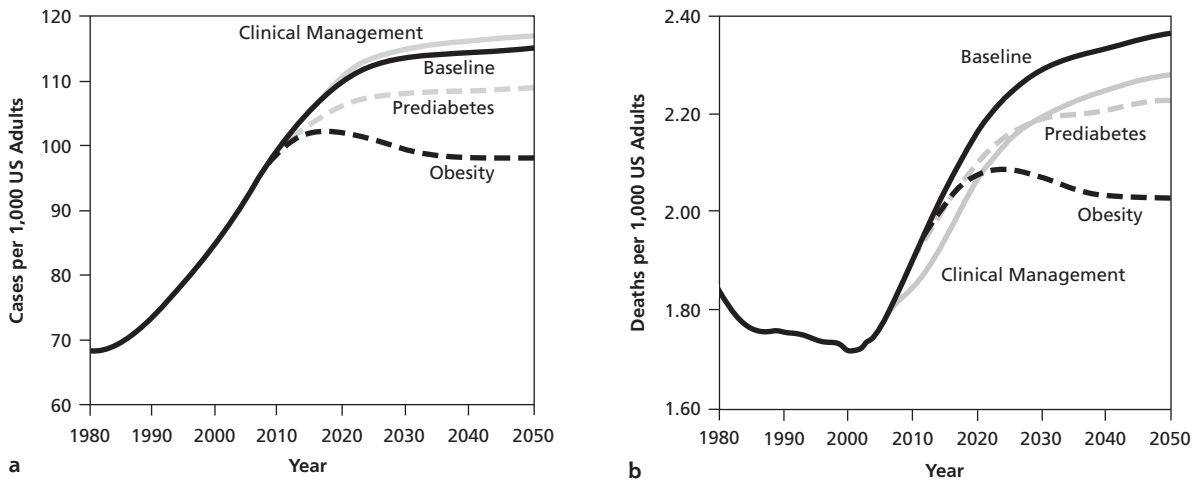 120
110
100
90
80
70
60
Cases per 1,000 US Adults
Clinical Management
Baseline
Prediabetes
Obesity
1980 1990 2000 2010 2020 2030 2040 2050
Year
a
2.40
2.20
2.00
1.80
1.60
Deaths per 1,000 US Adults
Baseline
Prediabetes
Obesity
Clinical Management
1980 1990 2000 2010 2020 2030 2040 2050
Year
b